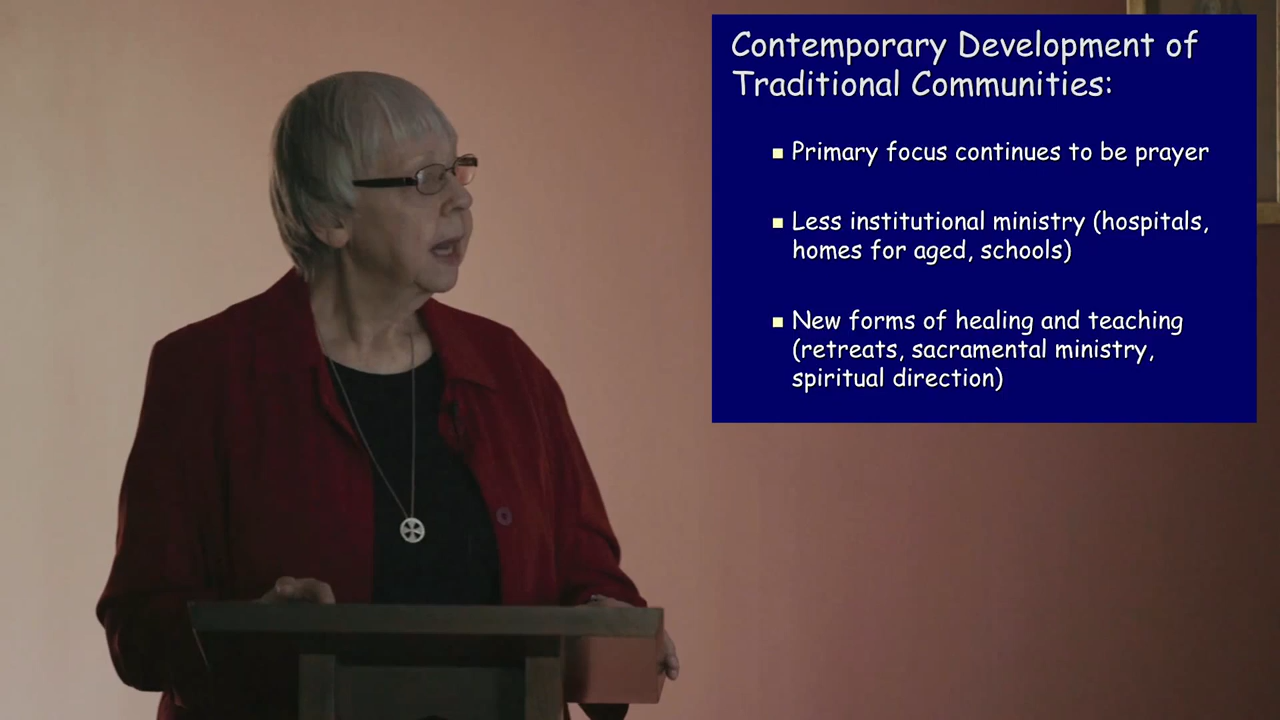 Contemporary Development of
Traditional Communities:
■ Primary focus continues to be prayer
■ Less institutional ministry (hospitals,
homes for aged, schools)
■ New forms of healing and teaching
(retreats, sacramental ministry,
spiritual direction)